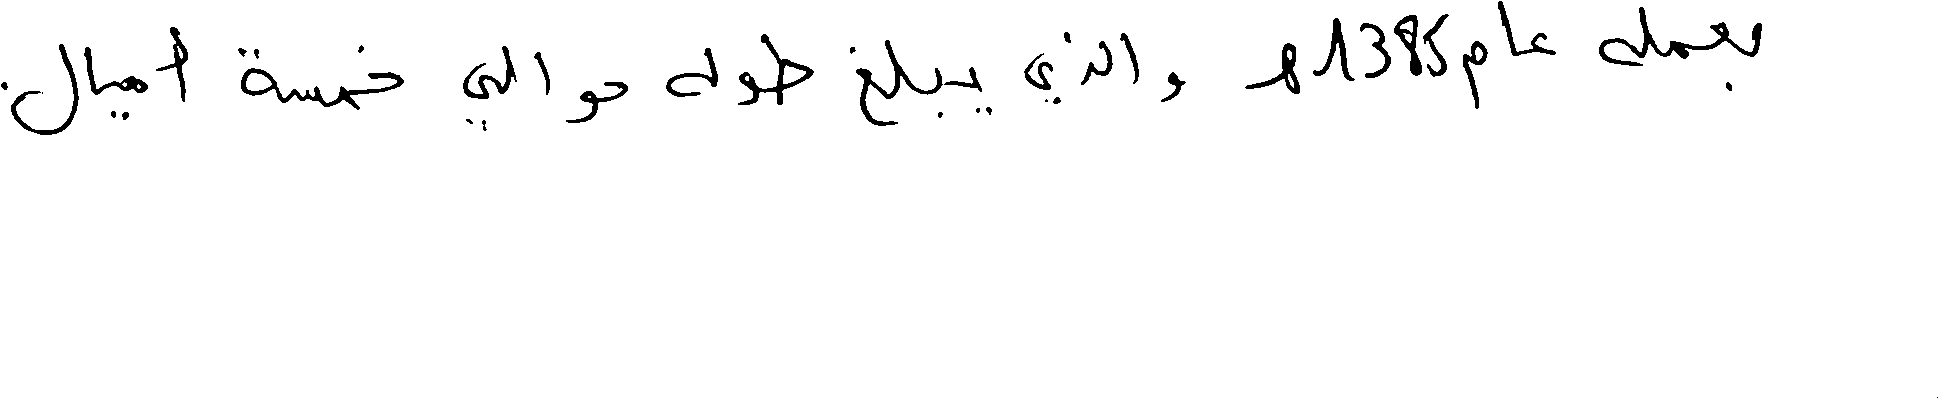 بعمله عام 1385هـ والذي يبلغ طوله حوالي خمسة أميال.